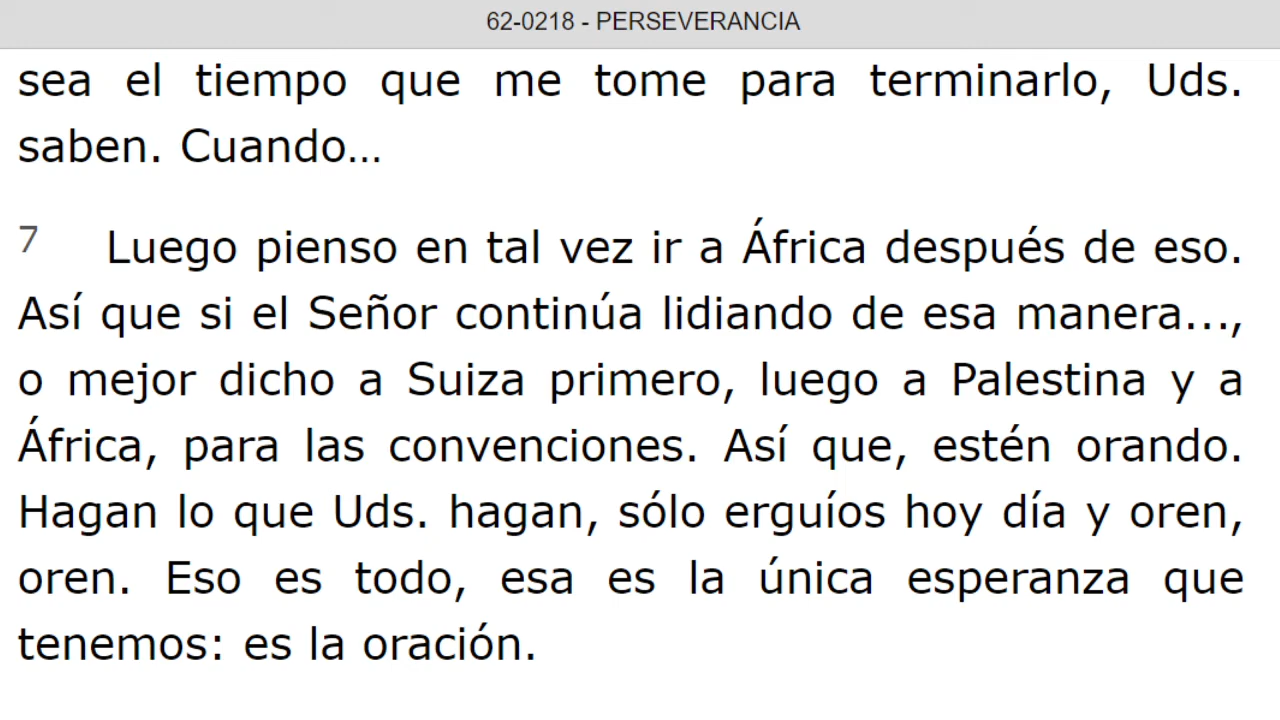 62-0218 - PERSEVERANCIA
sea el tiempo que me tome para terminarlo, Uds.
saben. Cuando...
7 Luego pienso en tal vez ir a África después de eso.
Así que si el Señor continúa lidiando de esa manera...,
o mejor dicho a Suiza primero, luego a Palestina y a
África, para las convenciones. Así que, estén orando.
Hagan lo que Uds. hagan, sólo erguíos hoy día y oren,
oren. Eso es todo, esa es la única esperanza que
tenemos: es la oración.